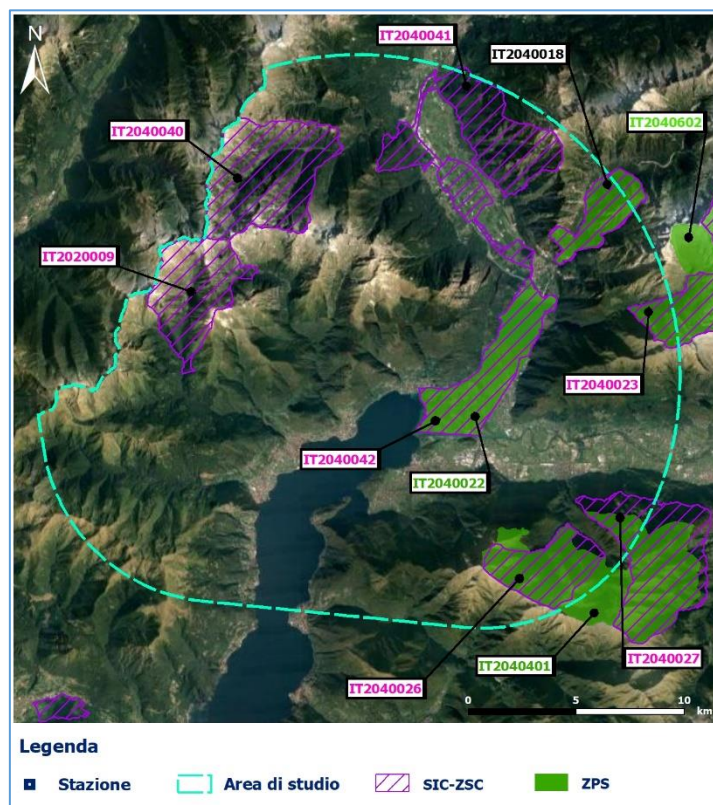 N
IT2040041
IT2040018
IT2040602
IT2040040
IT2020009
IT2040023
IT2040042
IT2040022
IT2040401
IT2040026
IT2040027
0 5 10
km
Legenda
Stazione Area di studio SIC-ZSC ZPS